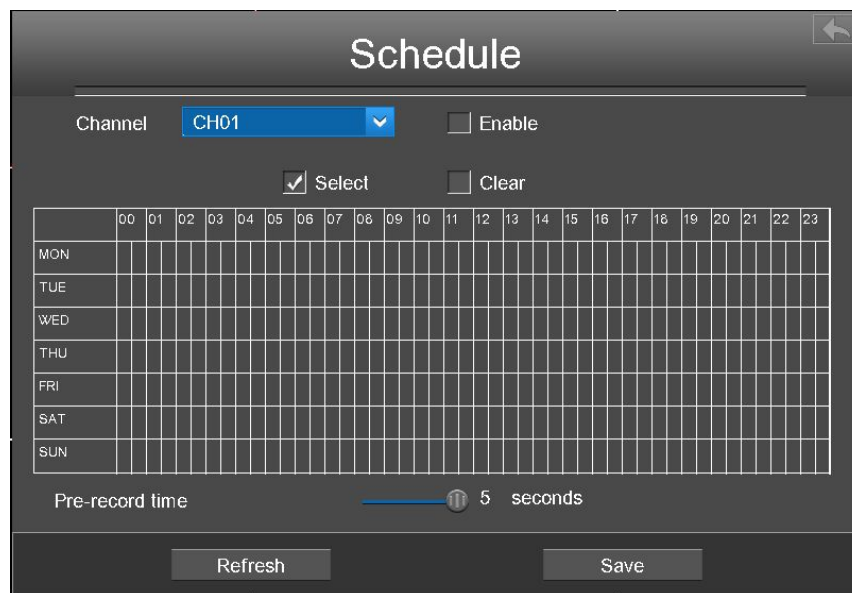 Schedule
Channel CH01 Enable
Select Clear
00 01 02 03 04 05 06 07 08 09 10 11 12 13 14 15 16 17 18 19 20 21 22 23
MON
TUE
WED
THU
FRI
SAT
SUN
Pre-record time 5 seconds
Refresh Save